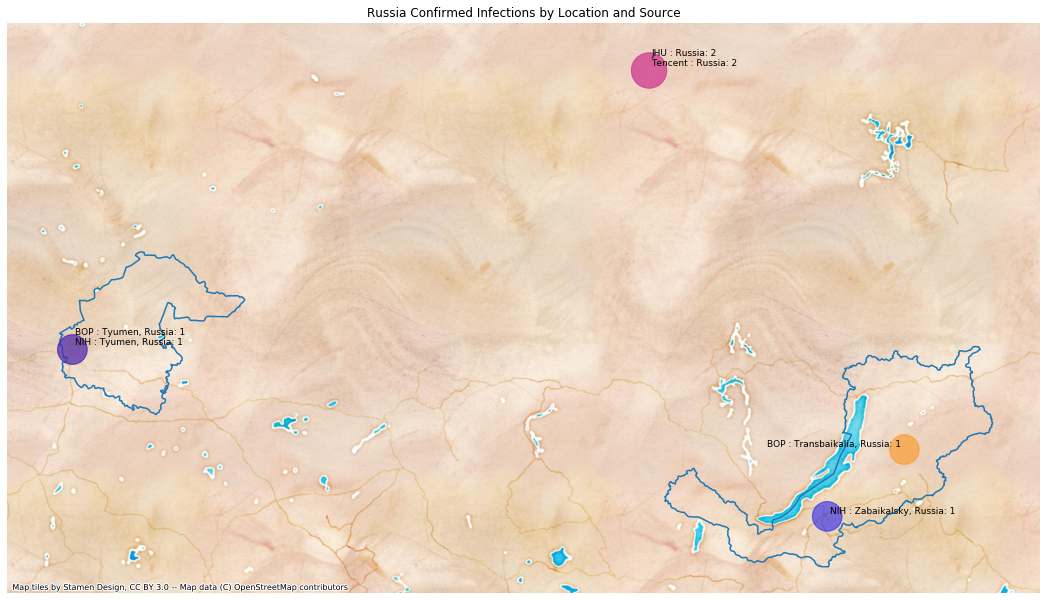 Russia Confirmed Infections by Location and Source
JHU : Russia: 2
Tencent : Russia: 2
BOP : Tyumen, Russia: 1
NIH : Tyumen, Russia: 1
BOP : Transbaikalia, Russia: 1
NIH : Zabaikalsky, Russia: 1
Map tiles by Stamen Design, CC BY 3.0 -- Map data (C) OpenStreetMap contributors